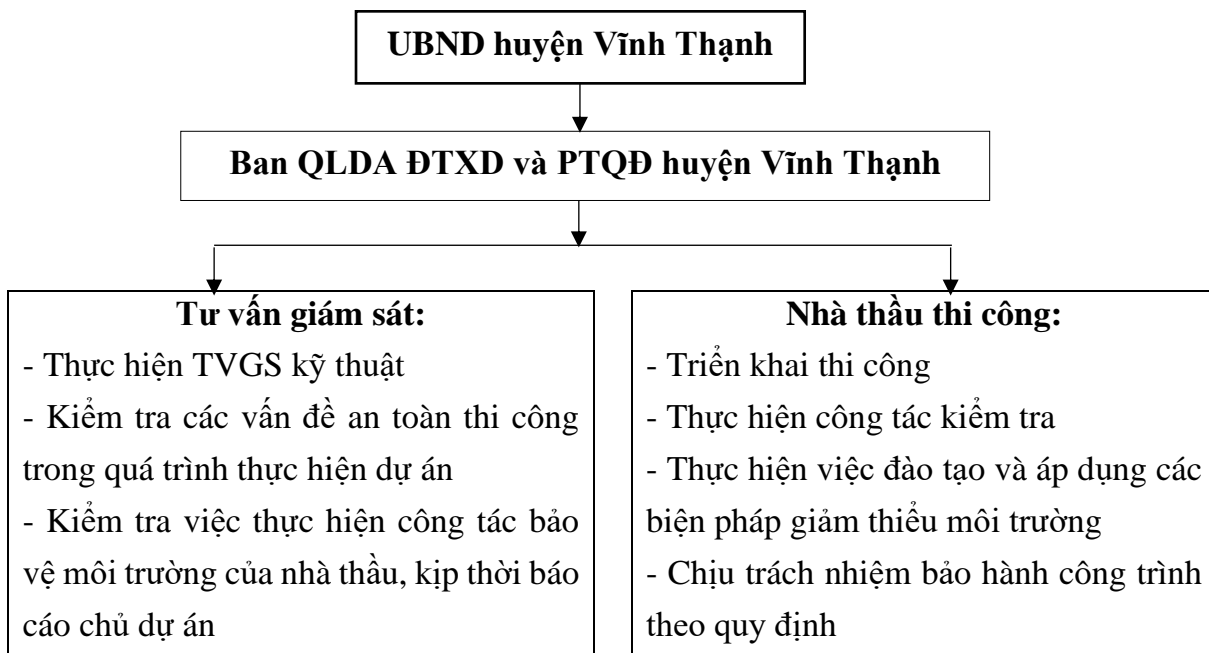 UBND huyện Vĩnh Thạnh
Ban QLDA ĐTXD và PTQĐ huyện Vĩnh Thạnh
Tư vấn giám sát:
- Thực hiện TVGS kỹ thuật
- Kiểm tra các vấn đề an toàn thi công
trong quá trình thực hiện dự án
- Kiểm tra việc thực hiện công tác bảo
vệ môi trường của nhà thầu, kịp thời báo
cáo chủ dự án
Nhà thầu thi công:
- Triển khai thi công
- Thực hiện công tác kiểm tra
- Thực hiện việc đào tạo và áp dụng các
biện pháp giảm thiểu môi trường
- Chịu trách nhiệm bảo hành công trình
theo quy định